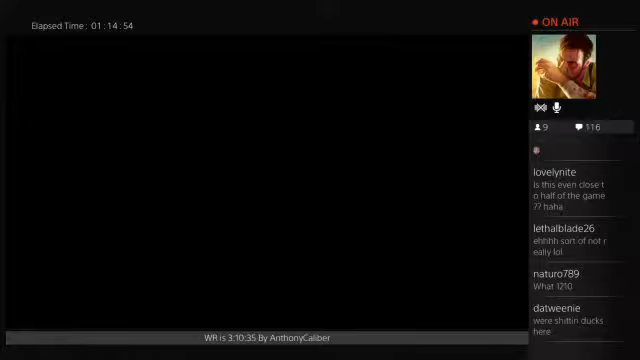 Elapsed Time : 01 : 14 : 54
ON AIR
9
116
lovelynite
Is this even close t
o half of the game
?? haha
lethalblade26
ehhhh sort of not r
eally lol
naturo789
What 1210
datweenie
were shittin ducks
here
WR is 3:10:35 By AnthonyCaliber